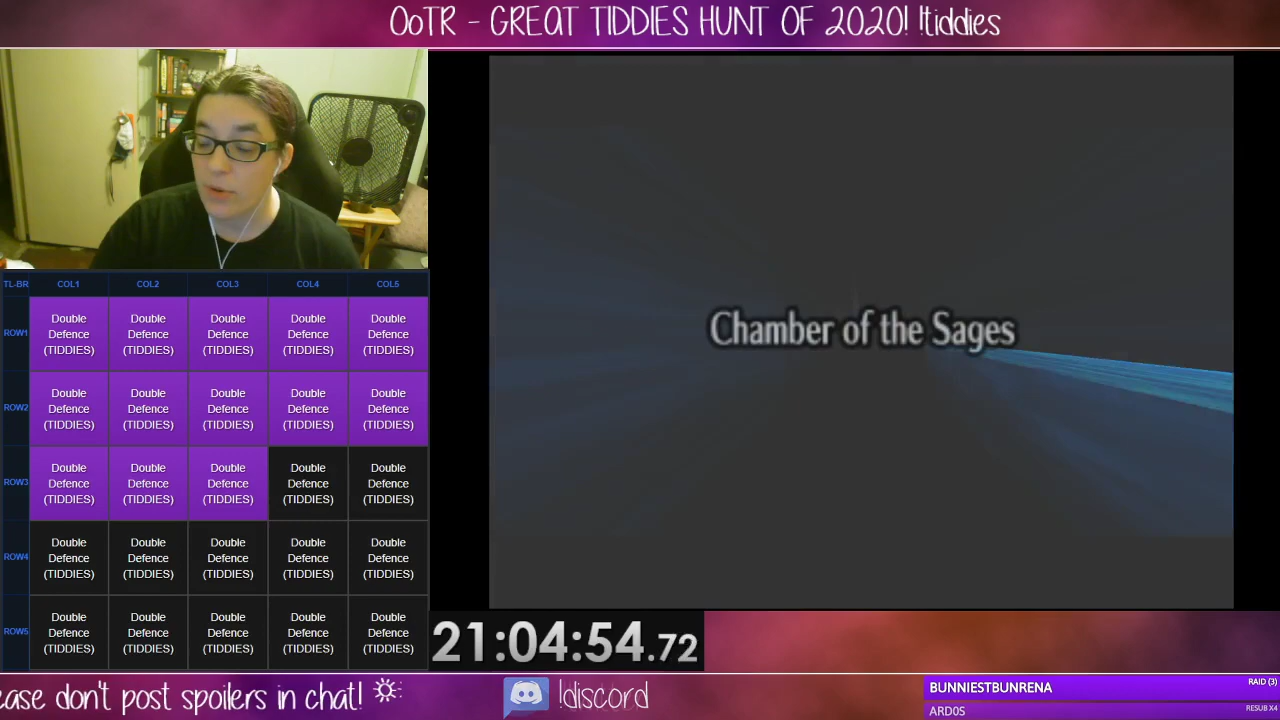 OoTR - GREAT TIDDIES HUNT OF 2020! !tiddies
TL-BR COL1 COL2 COL3 COL4 COL5
ROW1
Double Double Double Double Double
Defence Defence Defence Defence Defence
(TIDDIES) (TIDDIES) (TIDDIES) (TIDDIES) (TIDDIES)
ROW2
Double Double Double Double Double
Defence Defence Defence Defence Defence
(TIDDIES) (TIDDIES) (TIDDIES) (TIDDIES) (TIDDIES)
ROW3
Double Double Double Double Double
Defence Defence Defence Defence Defence
(TIDDIES) (TIDDIES) (TIDDIES) (TIDDIES) (TIDDIES)
ROW4
Double Double Double Double Double
Defence Defence Defence Defence Defence
(TIDDIES) (TIDDIES) (TIDDIES) (TIDDIES) (TIDDIES)
ROW5
Double Double Double Double Double
Defence Defence Defence Defence Defence
(TIDDIES) (TIDDIES) (TIDDIES) (TIDDIES) (TIDDIES)
Chamber of the Sages
21:04:54.72
ease don't post spoilers in chat!
!discord
BUNNIESTBUNRENA RAID (3)
ARD0S RESUB X4